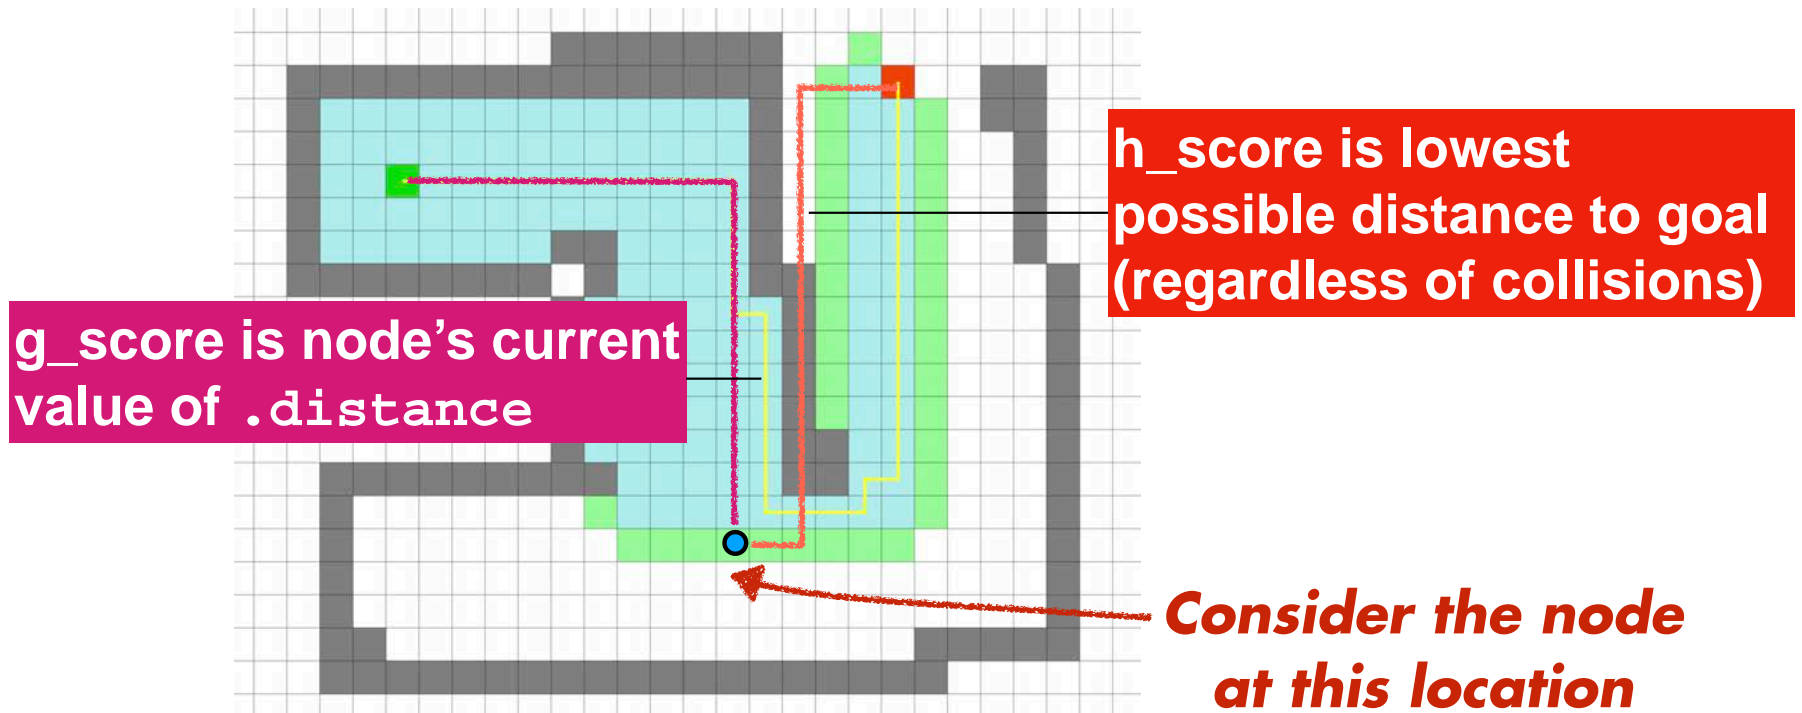 h_score is lowest
possible distance to goal
(regardless of collisions)
g_score is node’s current
value of .distance
Consider the node
at this location